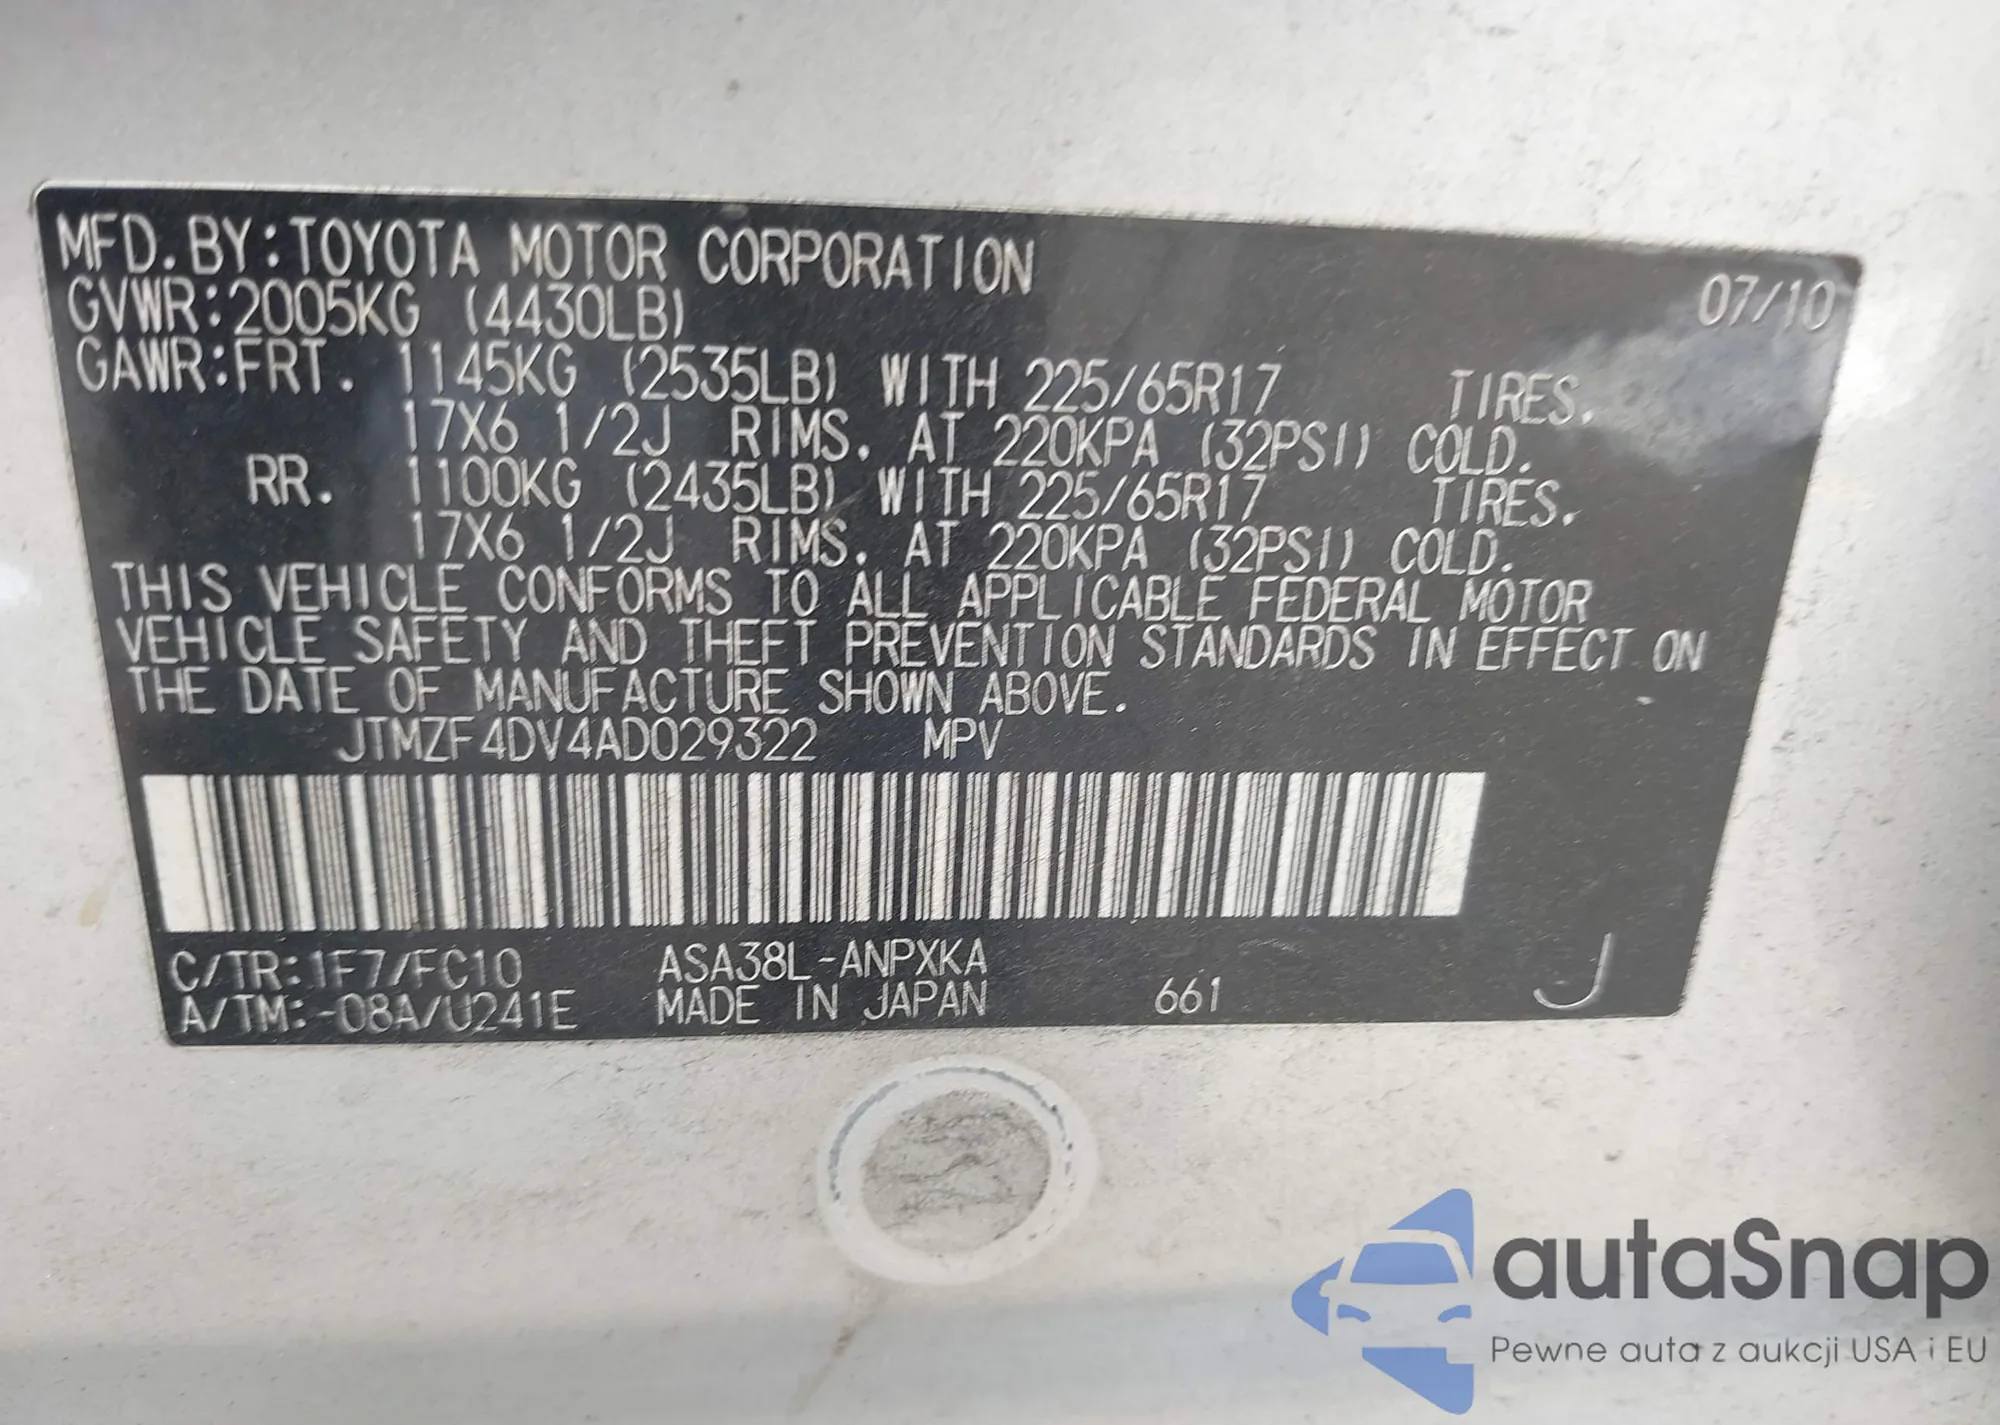 MFD. BY: TOYOTA MOTOR CORPORATION 07/10
GVWR: 2005KG (4430LB)
GAWR: FRT. 1145KG (2535LB) WITH 225/65R17 TIRES.
17X6 1/2J RIMS. AT 220KPA (32PSI) COLD.
RR. 1100KG (2435LB) WITH 225/65R17 TIRES.
17X6 1/2J RIMS. AT 220KPA (32PSI) COLD.
THIS VEHICLE CONFORMS TO ALL APPLICABLE FEDERAL MOTOR
VEHICLE SAFETY AND THEFT PREVENTION STANDARDS IN EFFECT ON
THE DATE OF MANUFACTURE SHOWN ABOVE.
JTMZF4DV4AD029322 MPV
C/TR: 1F7/FC10 ASA38L-ANPXKA J
A/TM: -08A/U241E MADE IN JAPAN 661
autaSnap
Pewne auta z aukcji USA i EU